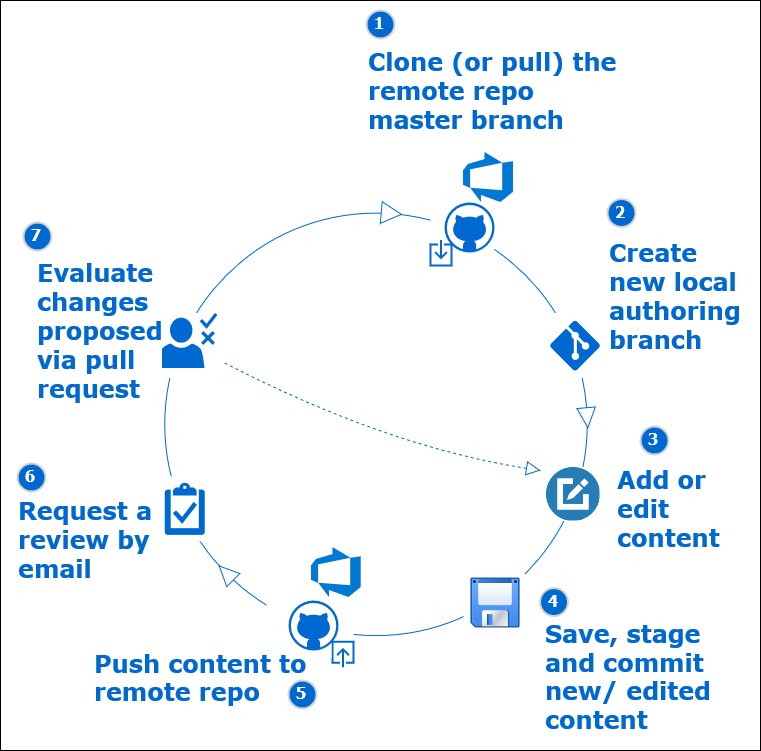 1
Clone (or pull) the
remote repo
master branch
2
Create
new local
authoring
branch
3
Add or
edit
content
4
Save, stage
and commit
new/ edited
content
5
Push content to
remote repo
6
Request a
review by
email
7
Evaluate
changes
proposed
via pull
request